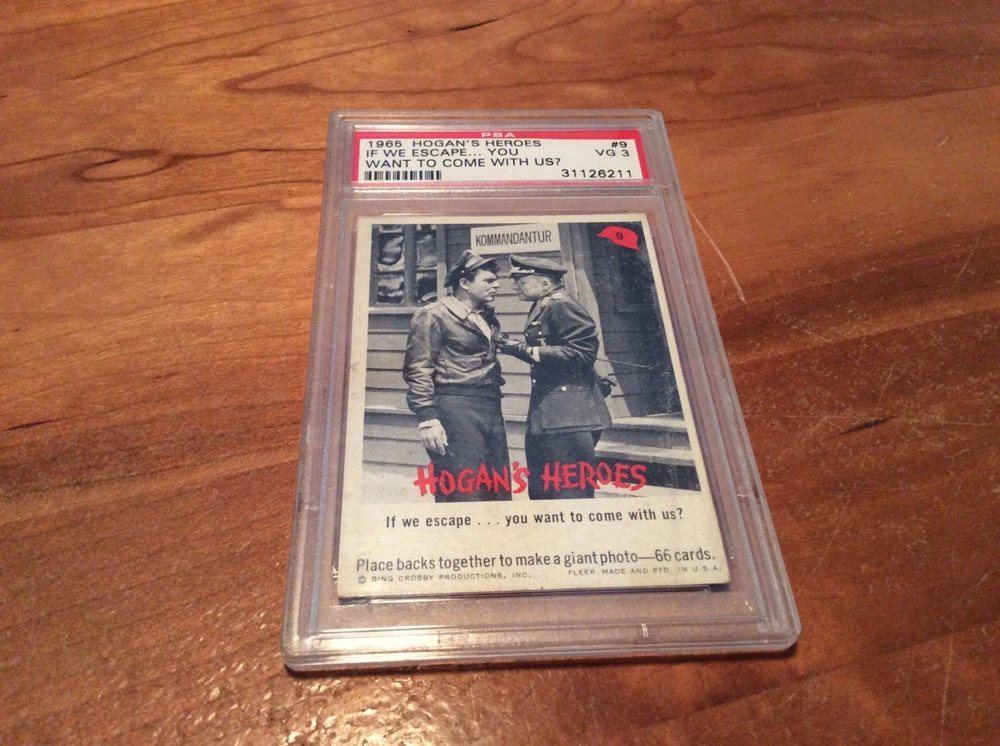 PSA
1965 HOGAN'S HEROES #9
IF WE ESCAPE... YOU VG 3
WANT TO COME WITH US?
31126211
KOMMANDANTUR
9
HOGAN'S HEROES
If we escape . . . you want to come with us?
Place backs together to make a giant photo—66 cards.
© BING CROSBY PRODUCTIONS, INC. FLEER. MADE AND PTD. IN U.S.A.